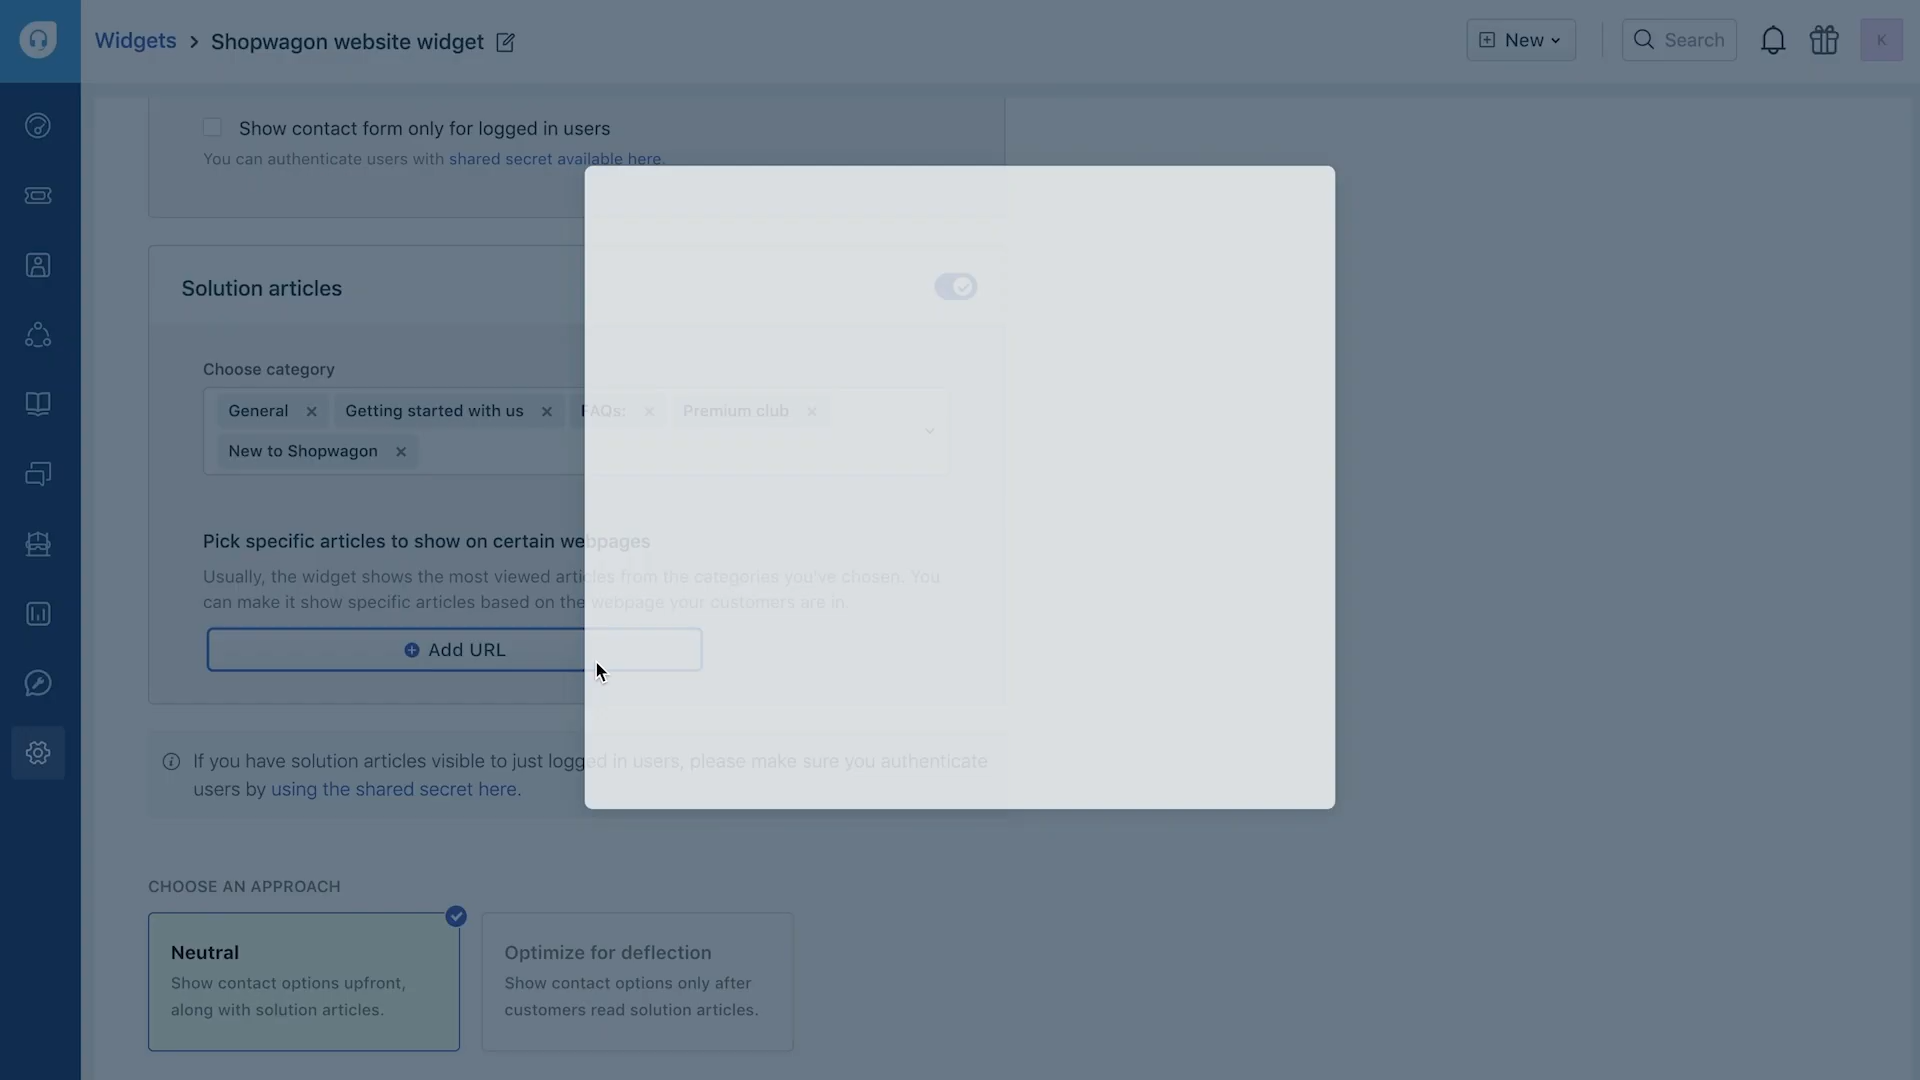 Widgets > Shopwagon website widget
New
Search
K
Show contact form only for logged in users
You can authenticate users with shared secret available here.
Solution articles
Choose category
General × Getting started with us × FAQs: × Premium club ×
New to Shopwagon ×
Pick specific articles to show on certain webpages
Usually, the widget shows the most viewed articles from the categories you've chosen. You
can make it show specific articles based on the webpage your customers are in.
Add URL
If you have solution articles visible to just logged in users, please make sure you authenticate
users by using the shared secret here.
CHOOSE AN APPROACH
Neutral
Show contact options upfront,
along with solution articles.
Optimize for deflection
Show contact options only after
customers read solution articles.